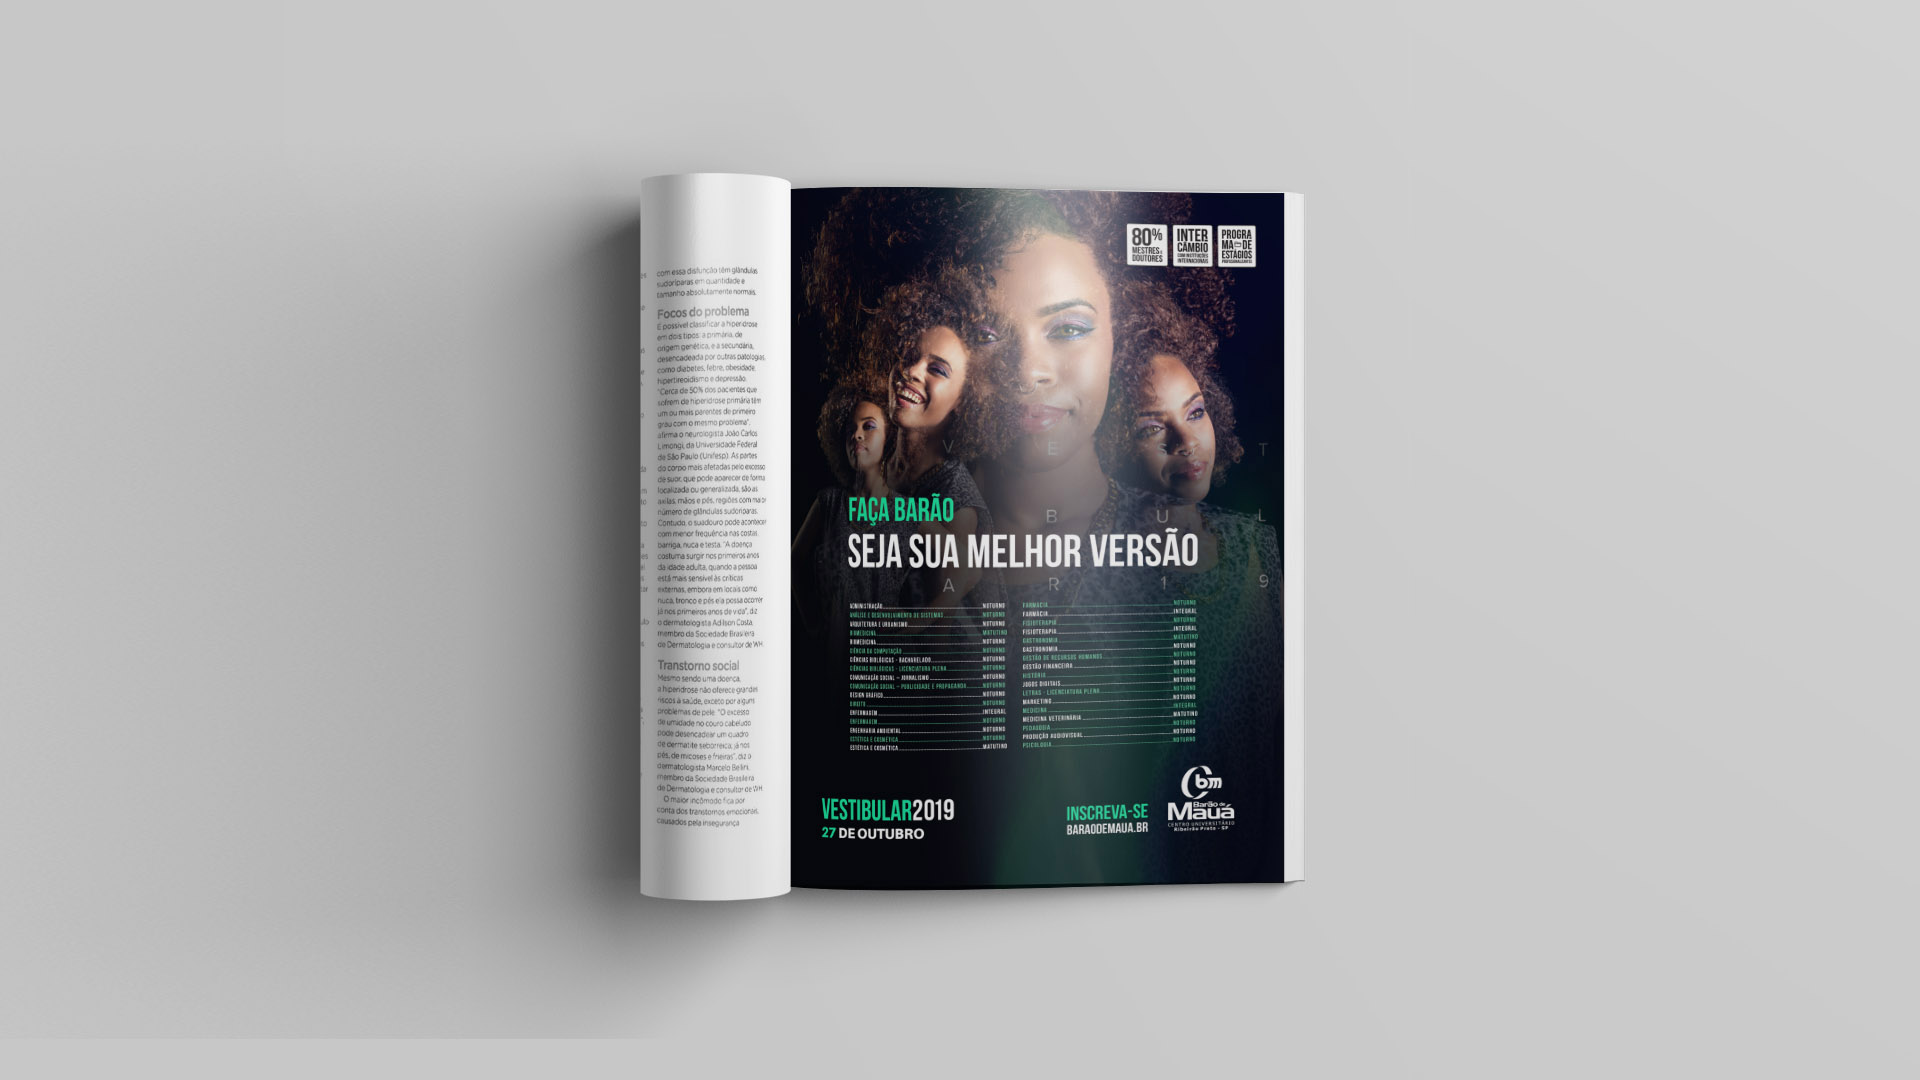 com essa disfunção têm glândulas
sudoríparas em quantidade e
tamanho absolutamente normais.
Focos do problema
É possível classificar a hiperidrose
em dois tipos: a primária, de
origem genética, e a secundária,
desencadeada por outras patologias,
como diabetes, febre, obesidade,
hipertireoidismo e depressão.
"Cerca de 50% dos pacientes que
sofrem de hiperidrose primária têm
um ou mais parentes de primeiro
grau com o mesmo problema",
afirma o neurologista João Carlos
Limongi, da Universidade Federal
de São Paulo (Unifesp). As partes
do corpo mais afetadas pelo excesso
de suor, que pode aparecer de forma
localizada ou generalizada, são as
axilas, mãos e pés, regiões com maior
número de glândulas sudoríparas.
Contudo, o suadouro pode acontecer
com menor frequência nas costas,
barriga, nuca e testa. "A doença
costuma surgir nos primeiros anos
da idade adulta, quando a pessoa
está mais sensível às críticas
externas, embora em locais como
nuca, tronco e pés ela possa ocorrer
já nos primeiros anos de vida", diz
o dermatologista Adilson Costa,
membro da Sociedade Brasileira
de Dermatologia e consultor de WH.
Transtorno social
Mesmo sendo uma doença,
a hiperidrose não oferece grandes
riscos à saúde, exceto por alguns
problemas de pele. "O excesso
de umidade no couro cabeludo
pode desencadear um quadro
de dermatite seborreica; já nos
pés, de micoses e frieiras", diz o
dermatologista Marcelo Bellini,
membro da Sociedade Brasileira
de Dermatologia e consultor de WH.
O maior incômodo fica por
conta dos transtornos emocionais,
causados pela insegurança
80%
MESTRES E
DOUTORES
INTER
CÂMBIO
COM INSTITUIÇÕES
INTERNACIONAIS
PROGRA
MA DE
ESTÁGIOS
PROFISSIONALIZANTES
V E T
B U L
A R 1 9
FAÇA BARÃO
SEJA SUA MELHOR VERSÃO
ADMINISTRAÇÃO NOTURNO
ANÁLISE E DESENVOLVIMENTO DE SISTEMAS NOTURNO
ARQUITETURA E URBANISMO NOTURNO
BIOMEDICINA MATUTINO
BIOMEDICINA NOTURNO
CIÊNCIA DA COMPUTAÇÃO NOTURNO
CIÊNCIAS BIOLÓGICAS - BACHARELADO NOTURNO
CIÊNCIAS BIOLÓGICAS - LICENCIATURA PLENA NOTURNO
COMUNICAÇÃO SOCIAL – JORNALISMO NOTURNO
COMUNICAÇÃO SOCIAL – PUBLICIDADE E PROPAGANDA NOTURNO
DESIGN GRÁFICO NOTURNO
DIREITO NOTURNO
ENFERMAGEM INTEGRAL
ENFERMAGEM NOTURNO
ENGENHARIA AMBIENTAL NOTURNO
ESTÉTICA E COSMÉTICA NOTURNO
ESTÉTICA E COSMÉTICA MATUTINO
FARMÁCIA NOTURNO
FARMÁCIA INTEGRAL
FISIOTERAPIA NOTURNO
FISIOTERAPIA INTEGRAL
GASTRONOMIA MATUTINO
GASTRONOMIA NOTURNO
GESTÃO DE RECURSOS HUMANOS NOTURNO
GESTÃO FINANCEIRA NOTURNO
HISTÓRIA NOTURNO
JOGOS DIGITAIS NOTURNO
LETRAS - LICENCIATURA PLENA NOTURNO
MARKETING NOTURNO
MEDICINA INTEGRAL
MEDICINA VETERINÁRIA MATUTINO
PEDAGOGIA NOTURNO
PRODUÇÃO AUDIOVISUAL NOTURNO
PSICOLOGIA NOTURNO
VESTIBULAR2019
27 DE OUTUBRO
INSCREVA-SE
BARAODEMAUA.BR
Cbm
Barão de
Mauá
CENTRO UNIVERSITÁRIO
Ribeirão Preto - SP